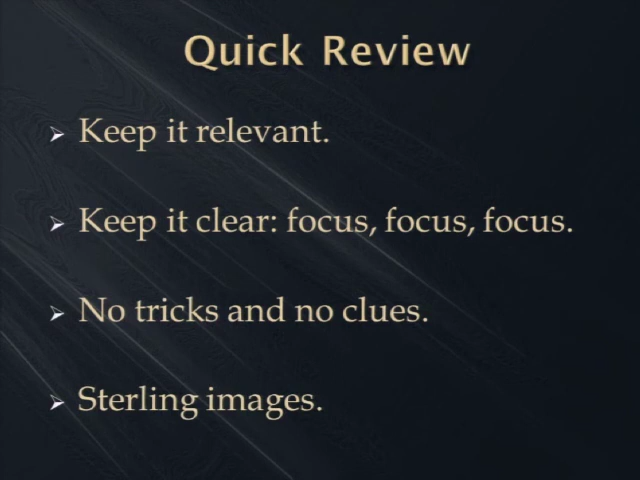 Quick Review
Keep it relevant.
Keep it clear: focus, focus, focus.
No tricks and no clues.
Sterling images.